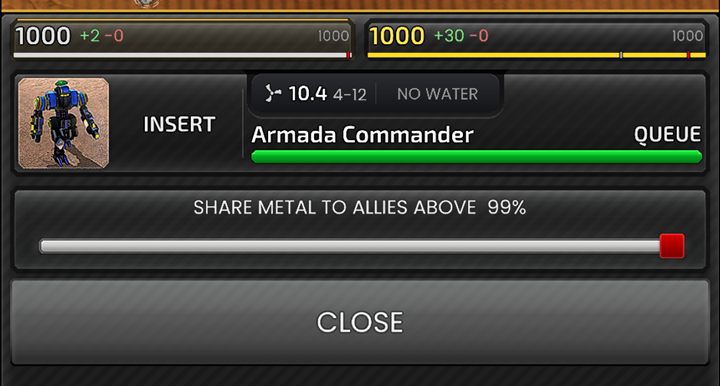 1000 +2 -0 1000 1000 +30 -0 1000
10.4 4-12 NO WATER
INSERT
Armada Commander QUEUE
SHARE METAL TO ALLIES ABOVE 99%
CLOSE